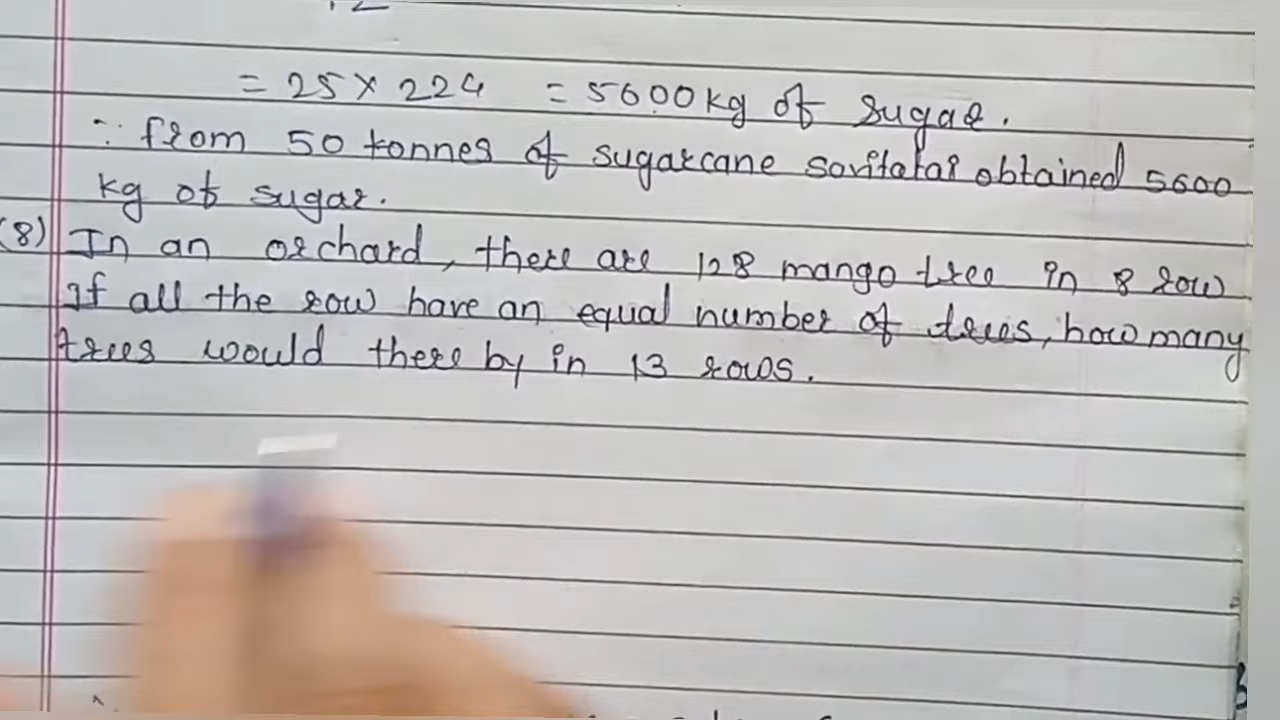 = 25 × 224 = 5600 kg of sugar.
∵ from 50 tonnes of sugarcane savitatai obtained 5600
kg of sugar.
(8) In an orchard, there are 128 mango tree in 8 row
If all the row have an equal number of trees, how many
trees would there by in 13 rows.